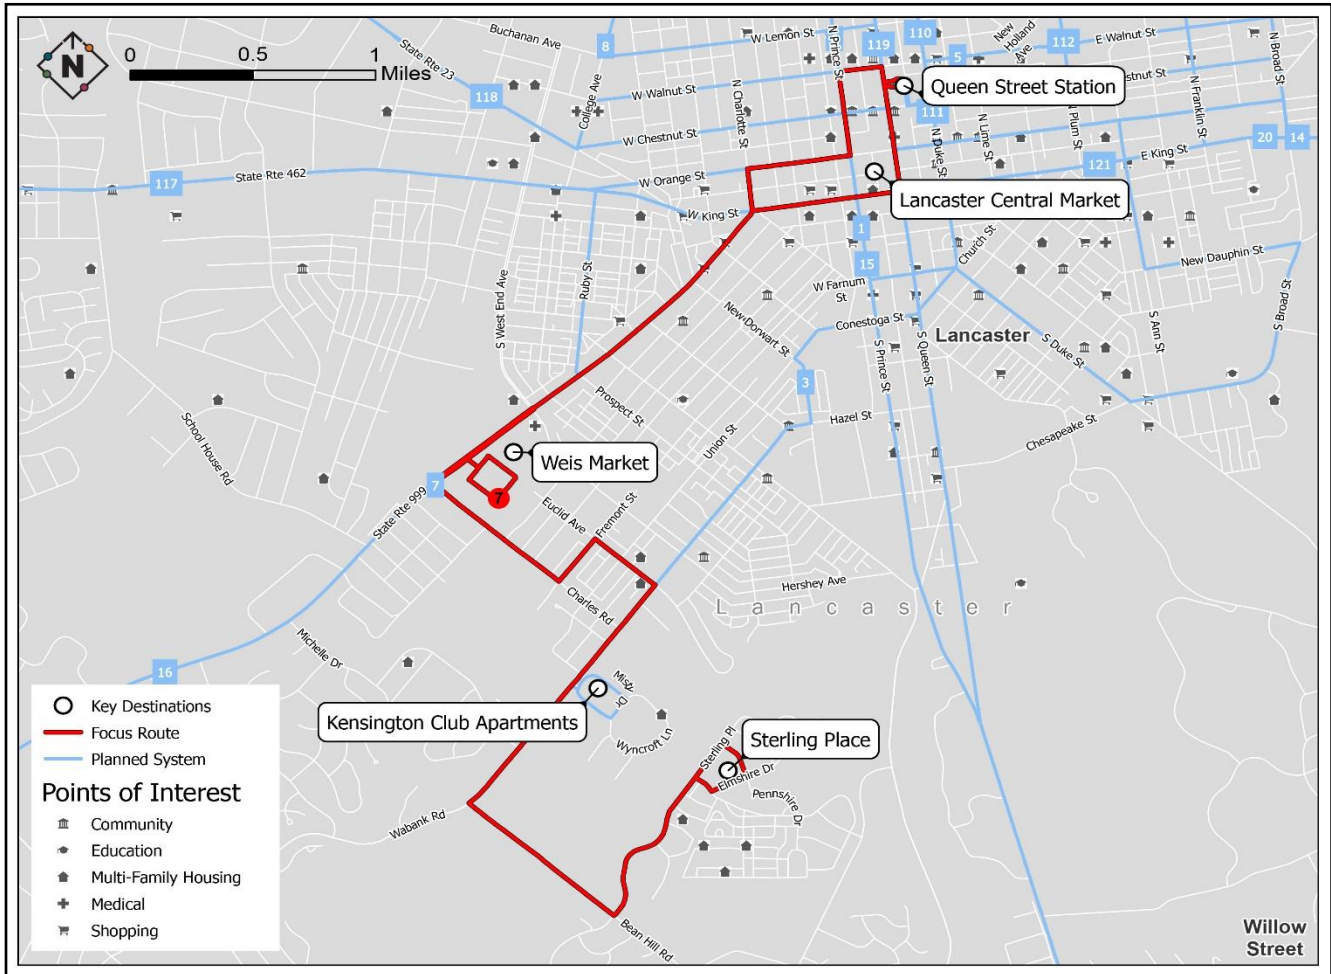 Buchanan Ave
W Lemon St
N Prince St
119
110
New
Holland
Ave
112
E Walnut St
N Broad St
8
5
N
0
0.5
1
Miles
State Rte 23
118
College Ave
W Walnut St
N Charlotte St
Queen Street Station
111
N Plum St
N Franklin St
W Chestnut St
N Duke St
N Lime St
20
14
E King St
121
117
State Rte 462
W Orange St
Lancaster Central Market
W King St
1
15
Church St
New Dauphin St
Ruby St
S West End Ave
W Farnum
St
New Dorwart St
Conestoga St
Lancaster
S Ann St
S Broad St
S Prince St
S Queen St
S Duke St
3
Prospect St
Hazel St
Chesapeake St
School House Rd
Union St
Weis Market
7
7
State Rte 999
Euclid Ave
Fremont St
Hershey Ave
Charles Rd
Lancaster
Michelle Dr
16
Misty
Dr
Kensington Club Apartments
Wyncroft Ln
Sterling Place
Sterling Pl
Elmshire Dr
Pennshire Dr
Wabank Rd
Bean Hill Rd
Willow
Street
Key Destinations
Focus Route
Planned System
Points of Interest
Community
Education
Multi-Family Housing
Medical
Shopping